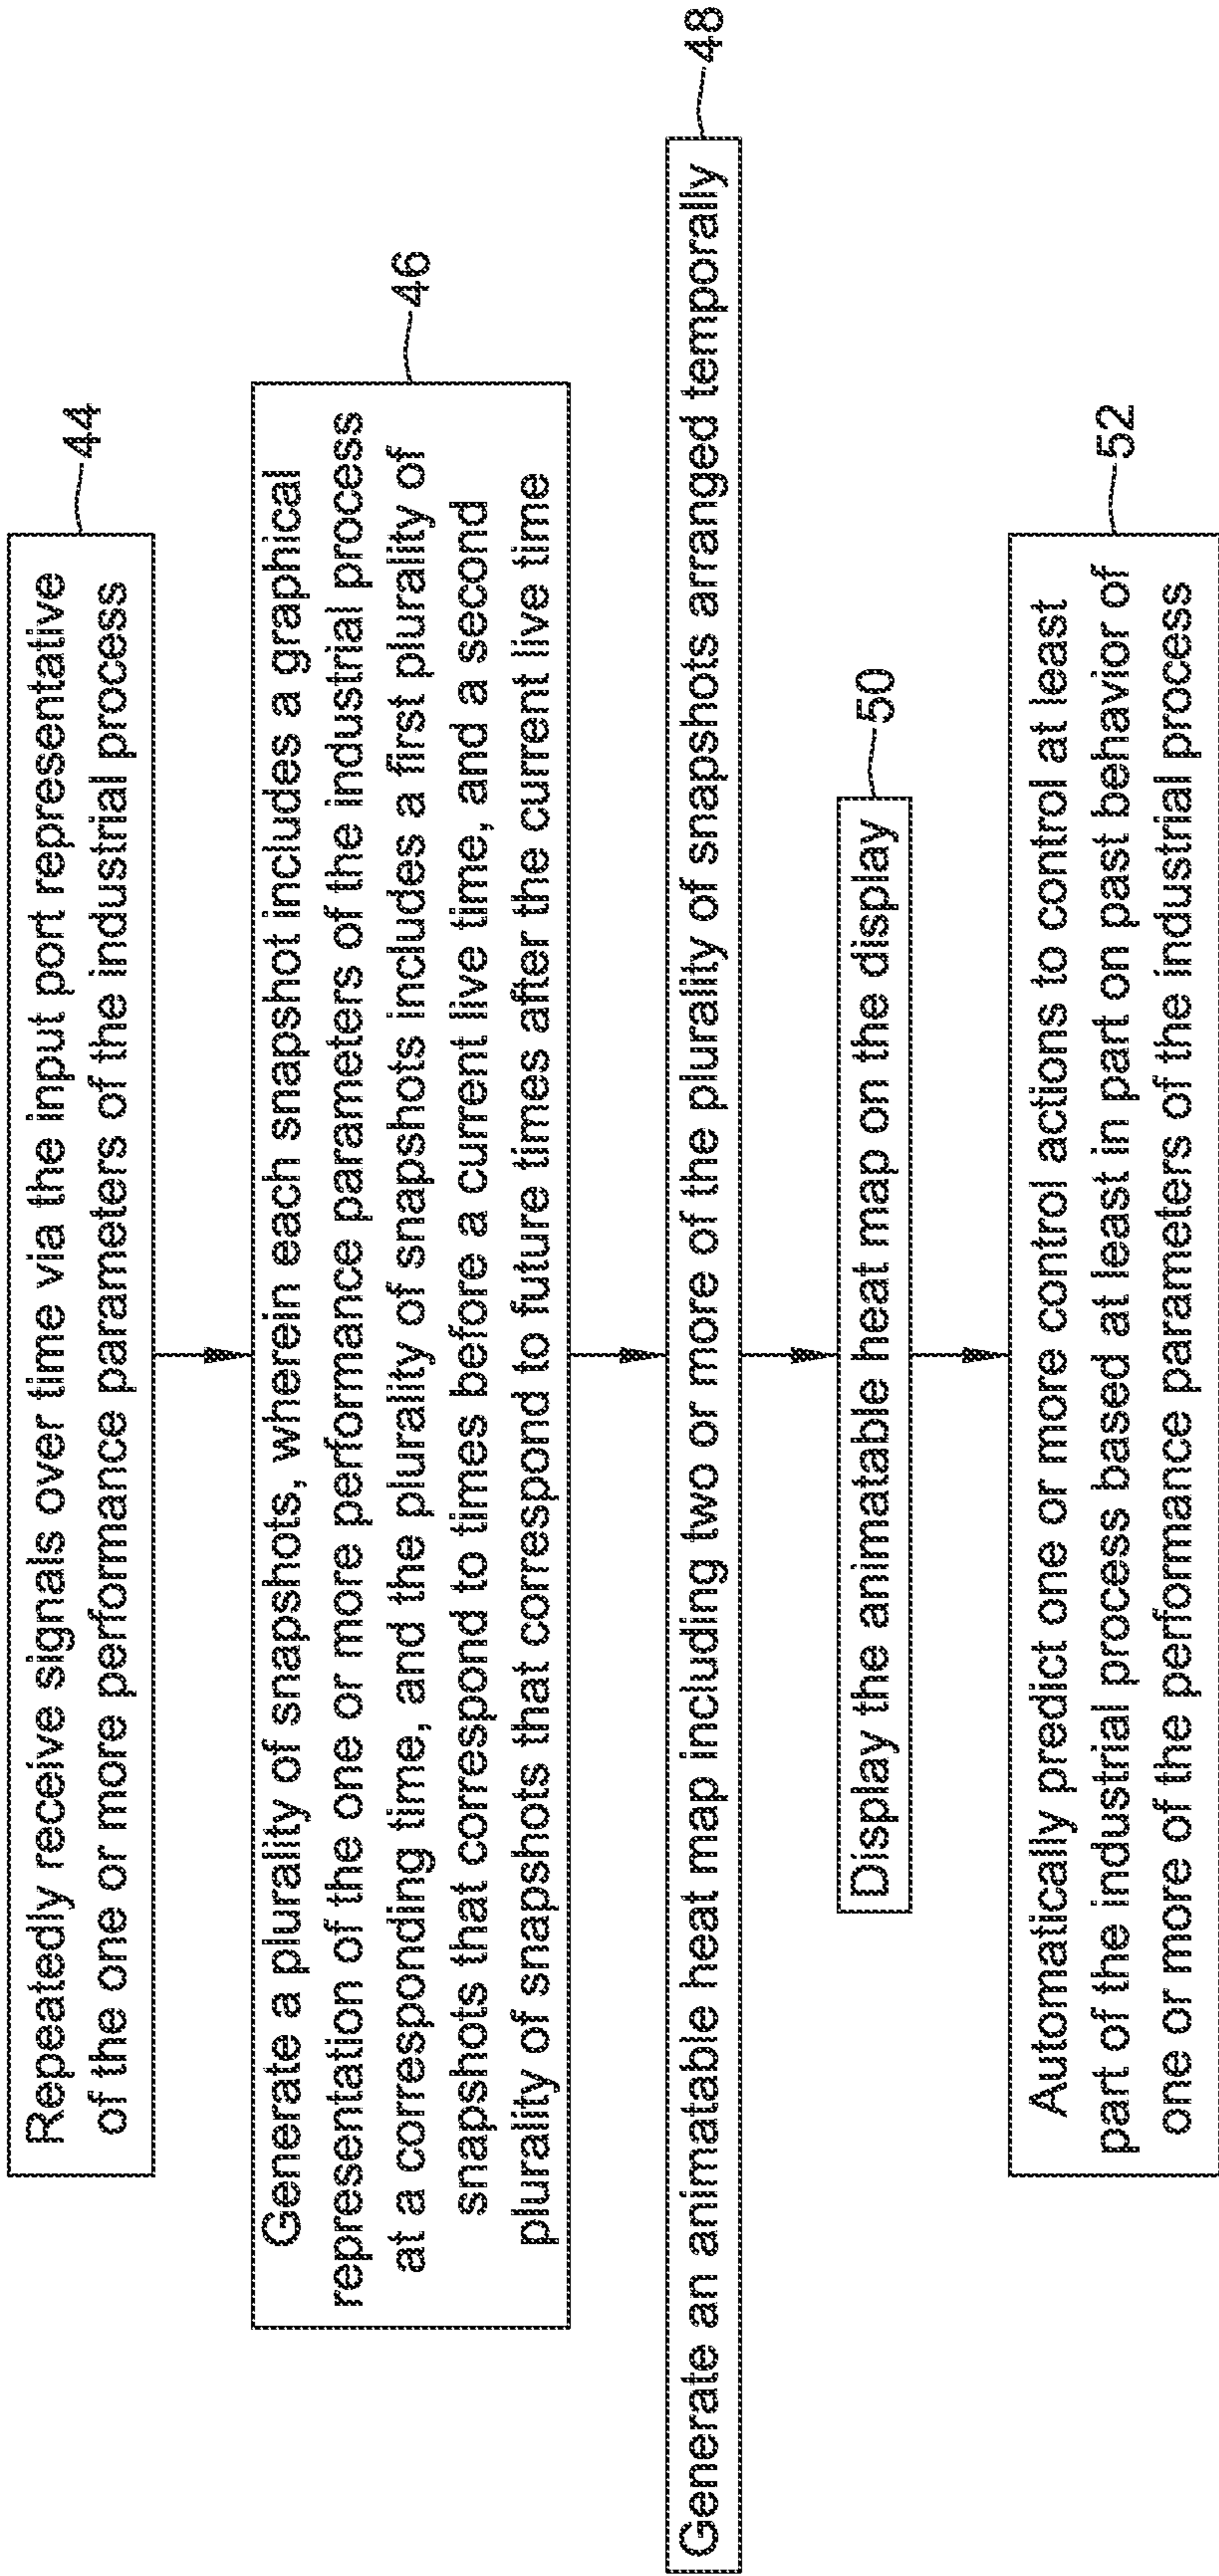 Repeatedly receive signals over time via the input port representative
of the one or more performance parameters of the industrial process
44
Generate a plurality of snapshots, wherein each snapshot includes a graphical
representation of the one or more performance parameters of the industrial process
at a corresponding time, and the plurality of snapshots includes a first plurality of
snapshots that correspond to times before a current live time, and a second
plurality of snapshots that correspond to future times after the current live time
46
Generate an animatable heat map including two or more of the plurality of snapshots arranged temporally
48
Display the animatable heat map on the display
50
Automatically predict one or more control actions to control at least
part of the industrial process based at least in part on past behavior of
one or more of the performance parameters of the industrial process
52